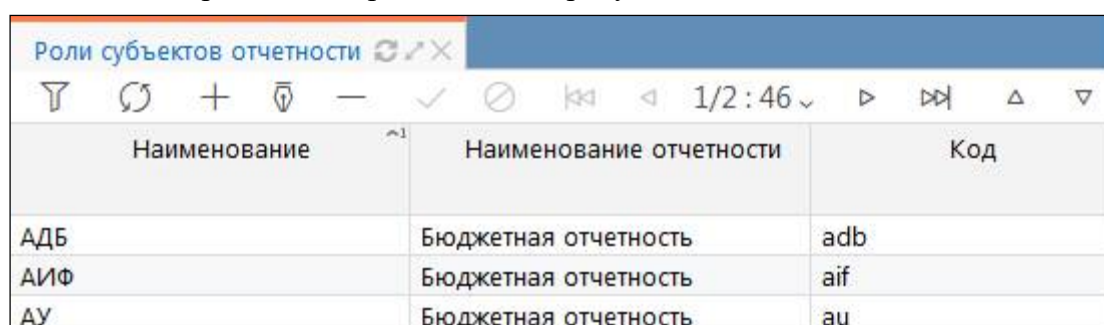 Роли субъектов отчетности
1/2 : 46
Наименование 1 Наименование отчетности Код
АДБ Бюджетная отчетность adb
АИФ Бюджетная отчетность aif
АУ Бюджетная отчетность au